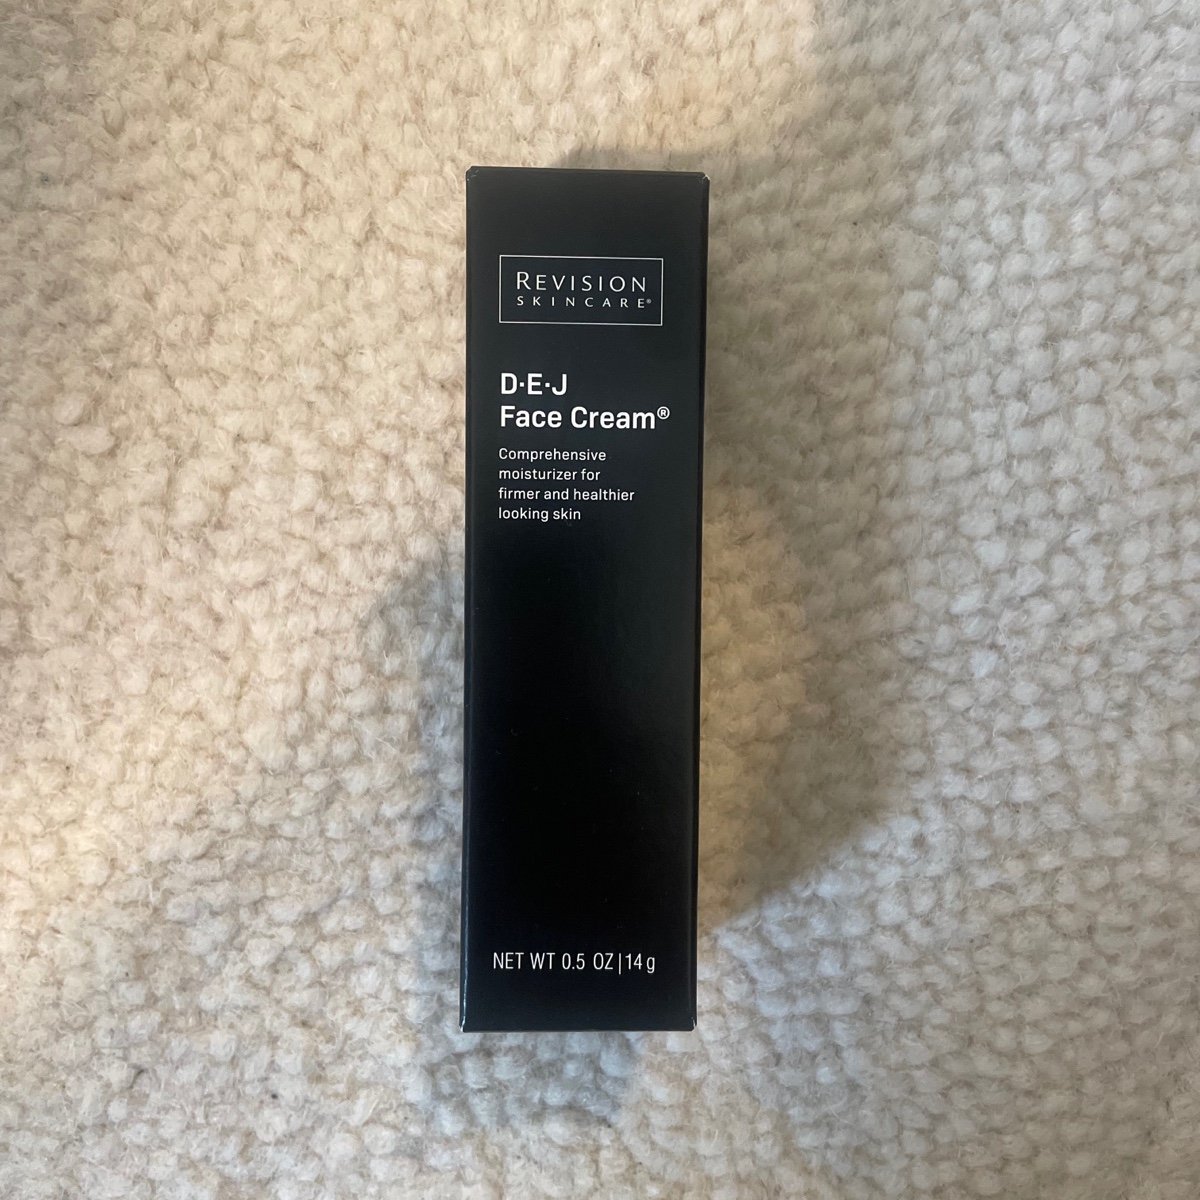 REVISION
SKINCARE®
D·E·J
Face Cream®
Comprehensive
moisturizer for
firmer and healthier
looking skin
NET WT 0.5 OZ|14 g